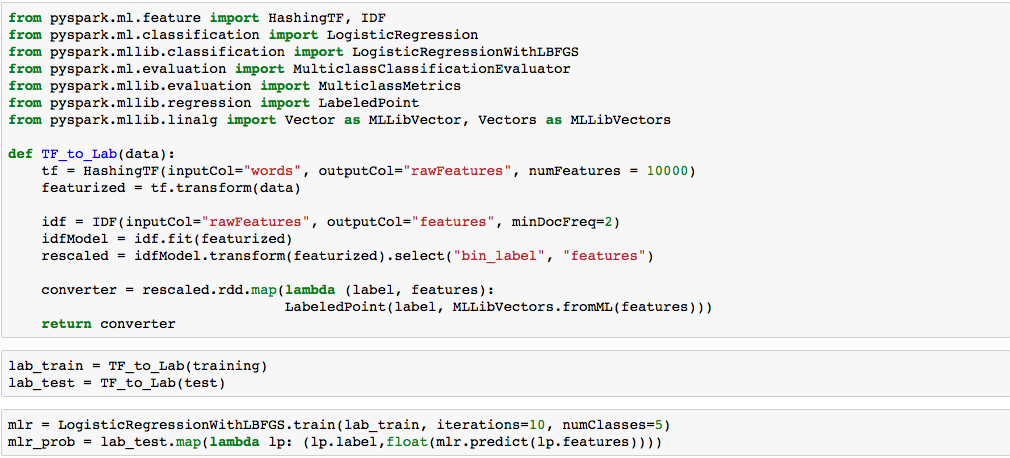 from pyspark.ml.feature import HashingTF, IDF
from pyspark.ml.classification import LogisticRegression
from pyspark.mllib.classification import LogisticRegressionWithLBFGS
from pyspark.ml.evaluation import MulticlassClassificationEvaluator
from pyspark.mllib.evaluation import MulticlassMetrics
from pyspark.mllib.regression import LabeledPoint
from pyspark.mllib.linalg import Vector as MLLibVector, Vectors as MLLibVectors
def TF_to_Lab(data):
    tf = HashingTF(inputCol="words", outputCol="rawFeatures", numFeatures = 10000)
    featurized = tf.transform(data)
    idf = IDF(inputCol="rawFeatures", outputCol="features", minDocFreq=2)
    idfModel = idf.fit(featurized)
    rescaled = idfModel.transform(featurized).select("bin_label", "features")
    converter = rescaled.rdd.map(lambda (label, features):
                                 LabeledPoint(label, MLLibVectors.fromML(features)))
    return converter
lab_train = TF_to_Lab(training)
lab_test = TF_to_Lab(test)
mlr = LogisticRegressionWithLBFGS.train(lab_train, iterations=10, numClasses=5)
mlr_prob = lab_test.map(lambda lp: (lp.label,float(mlr.predict(lp.features))))